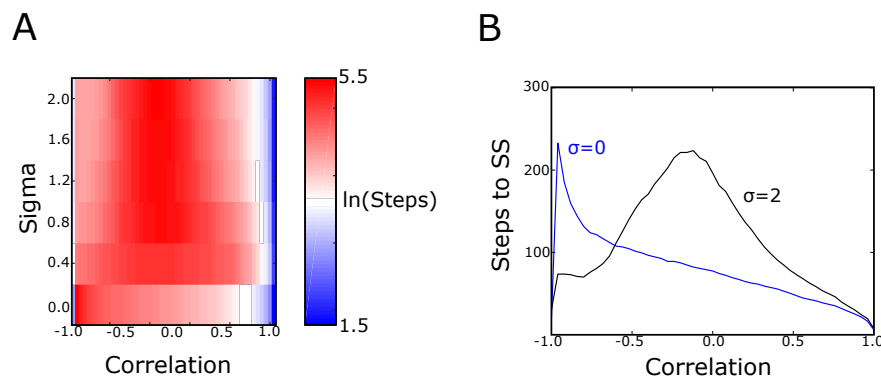 A
Sigma
2.0
1.6
1.2
0.8
0.4
0.0
-1.0
-0.5
0.0
0.5
1.0
Correlation
5.5
ln(Steps)
1.5
B
Steps to SS
300
200
100
σ=0
σ=2
-1.0
-0.5
0.0
0.5
1.0
Correlation